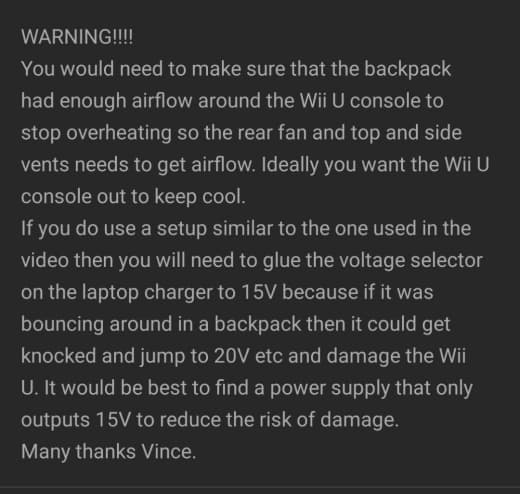 WARNING!!!!
You would need to make sure that the backpack
had enough airflow around the Wii U console to
stop overheating so the rear fan and top and side
vents needs to get airflow. Ideally you want the Wii U
console out to keep cool.
If you do use a setup similar to the one used in the
video then you will need to glue the voltage selector
on the laptop charger to 15V because if it was
bouncing around in a backpack then it could get
knocked and jump to 20V etc and damage the Wii
U. It would be best to find a power supply that only
outputs 15V to reduce the risk of damage.
Many thanks Vince.